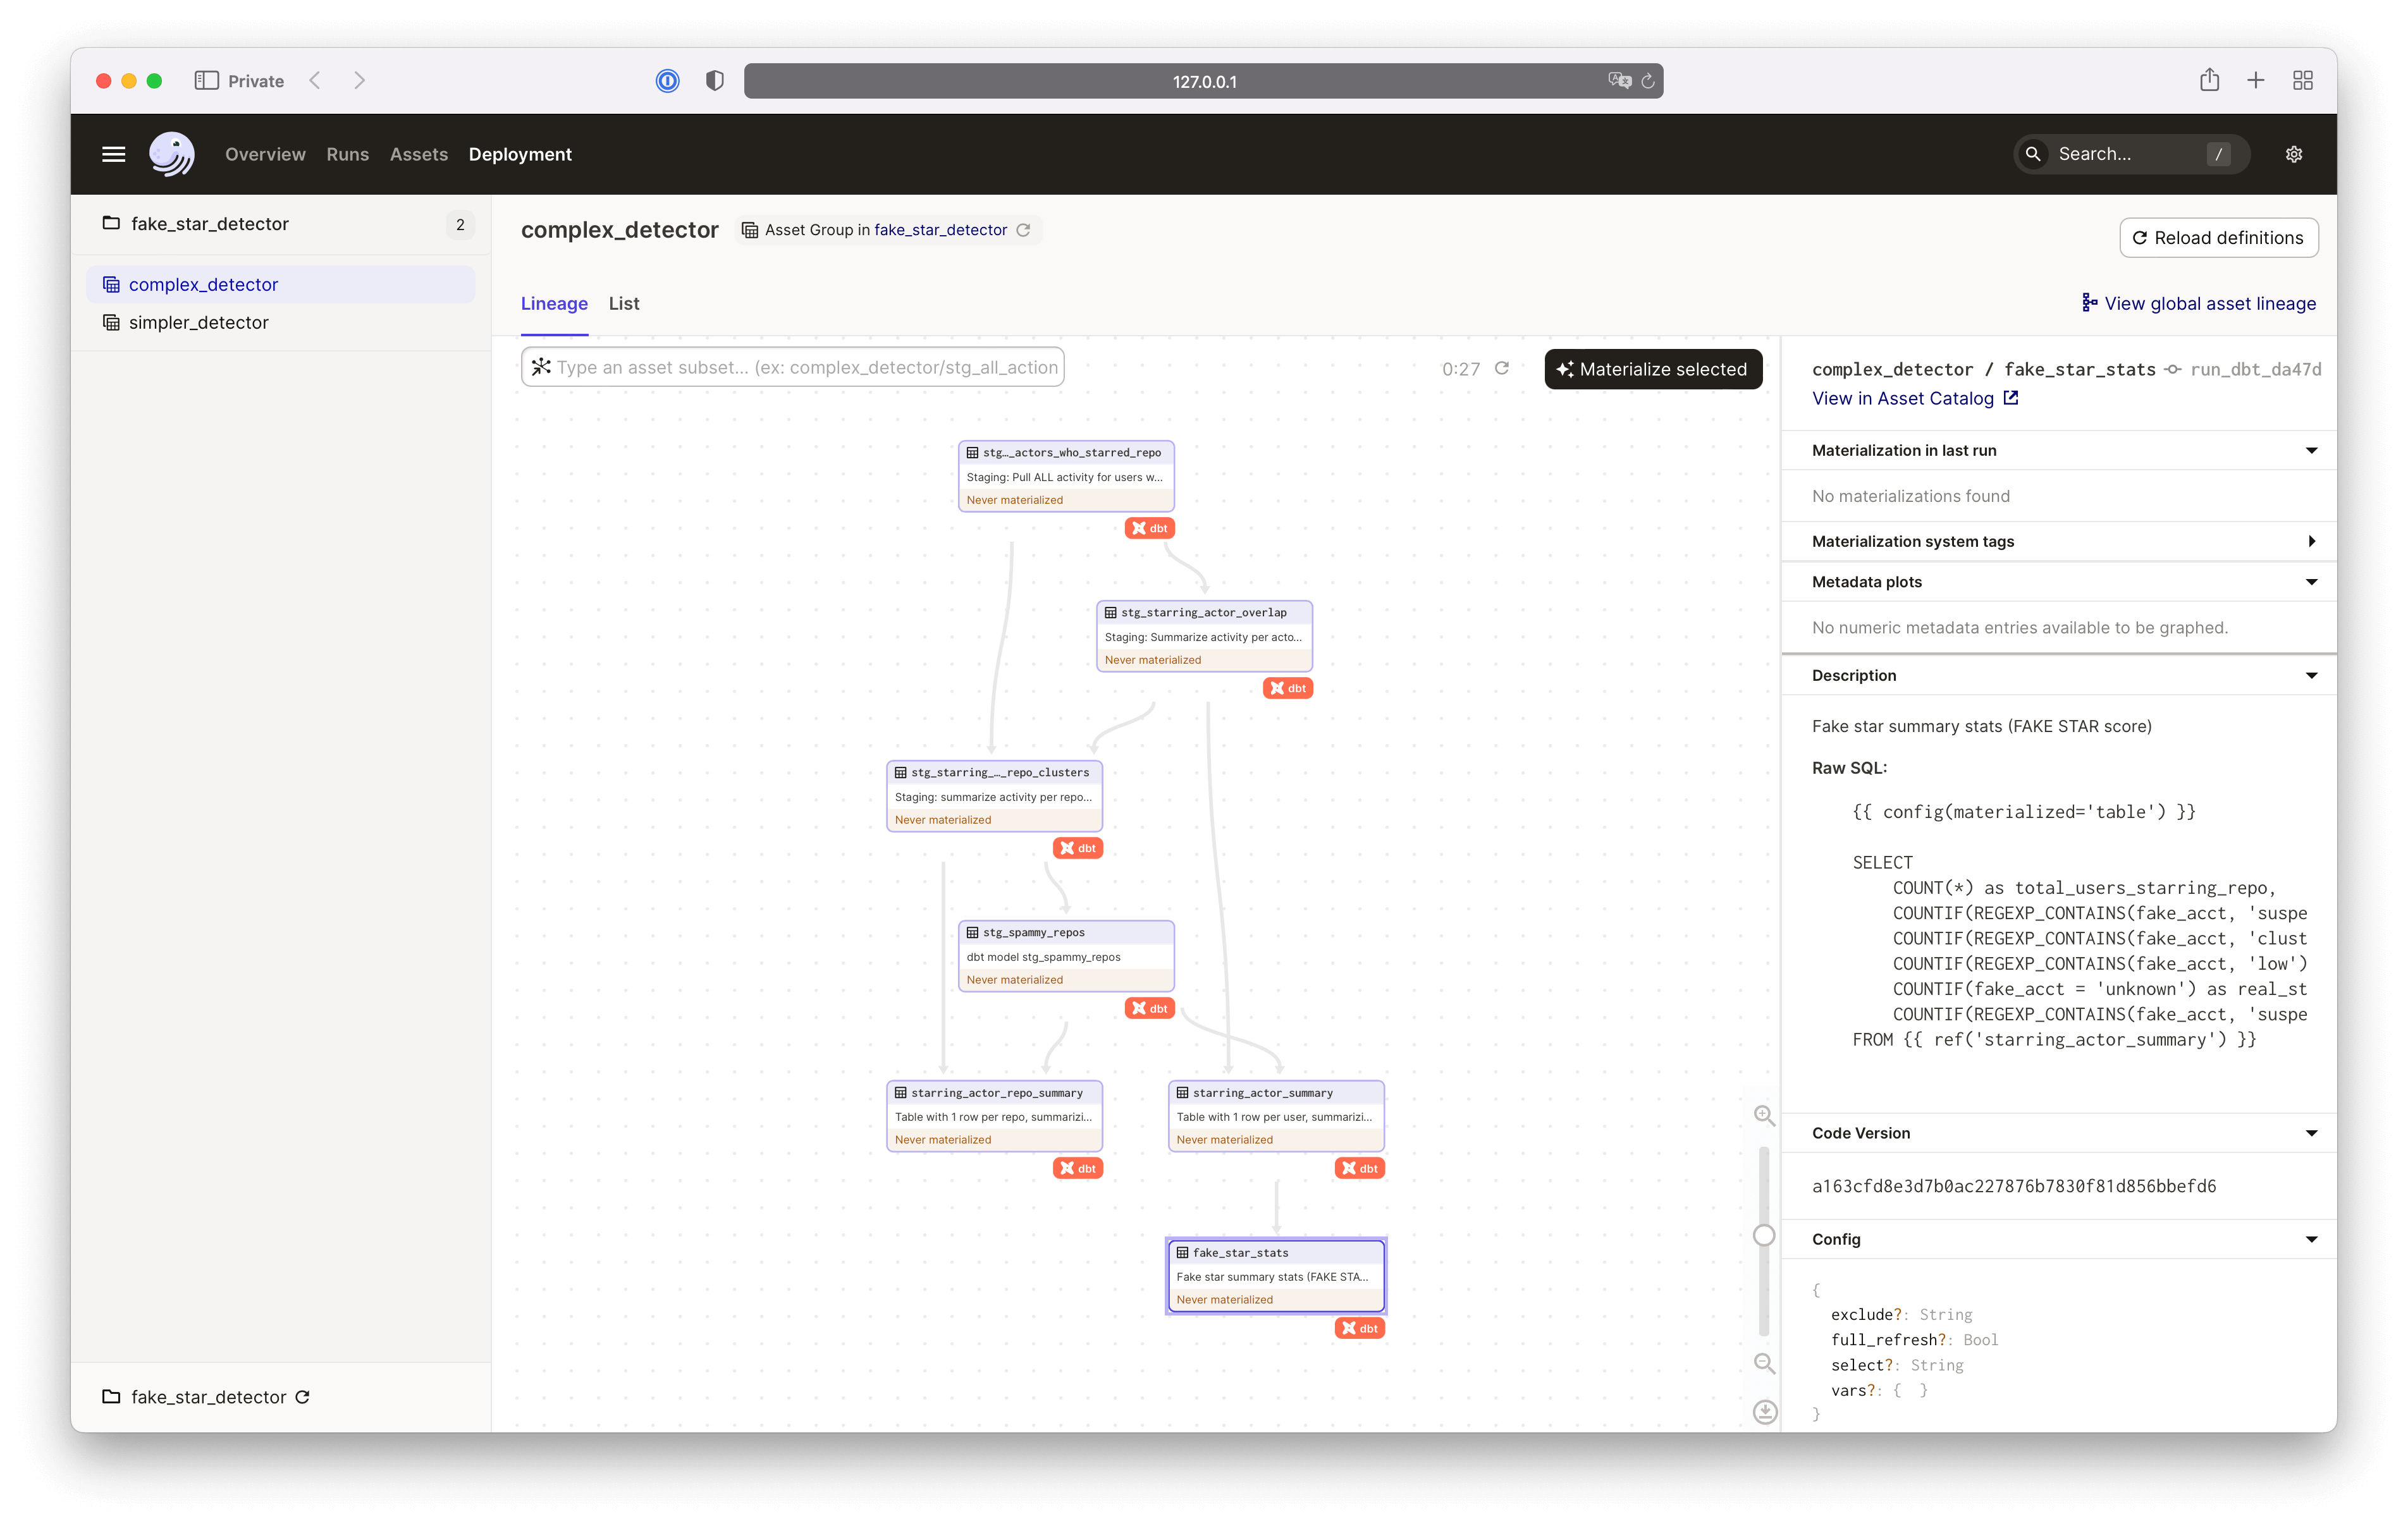 Private
127.0.0.1
Overview Runs Assets Deployment
Search... /
fake_star_detector 2
complex_detector
simpler_detector
fake_star_detector
complex_detector Asset Group in fake_star_detector
Reload definitions
Lineage List
View global asset lineage
Type an asset subset... (ex: complex_detector/stg_all_action
0:27
Materialize selected
stg_…_actors_who_starred_repo
Staging: Pull ALL activity for users w...
Never materialized
dbt
stg_starring_actor_overlap
Staging: Summarize activity per acto...
Never materialized
dbt
stg_starring_…_repo_clusters
Staging: summarize activity per repo...
Never materialized
dbt
stg_spammy_repos
dbt model stg_spammy_repos
Never materialized
dbt
starring_actor_repo_summary
Table with 1 row per repo, summarizi...
Never materialized
dbt
starring_actor_summary
Table with 1 row per user, summarizi...
Never materialized
dbt
fake_star_stats
Fake star summary stats (FAKE STA...
Never materialized
dbt
complex_detector / fake_star_stats run_dbt_da47d
View in Asset Catalog
Materialization in last run
No materializations found
Materialization system tags
Metadata plots
No numeric metadata entries available to be graphed.
Description
Fake star summary stats (FAKE STAR score)
Raw SQL:
{{ config(materialized='table') }}
SELECT
COUNT(*) as total_users_starring_repo,
COUNTIF(REGEXP_CONTAINS(fake_acct, 'suspe
COUNTIF(REGEXP_CONTAINS(fake_acct, 'clust
COUNTIF(REGEXP_CONTAINS(fake_acct, 'low')
COUNTIF(fake_acct = 'unknown') as real_st
COUNTIF(REGEXP_CONTAINS(fake_acct, 'suspe
FROM {{ ref('starring_actor_summary') }}
Code Version
a163cfd8e3d7b0ac227876b7830f81d856bbefd6
Config
{
exclude?: String
full_refresh?: Bool
select?: String
vars?: { }
}